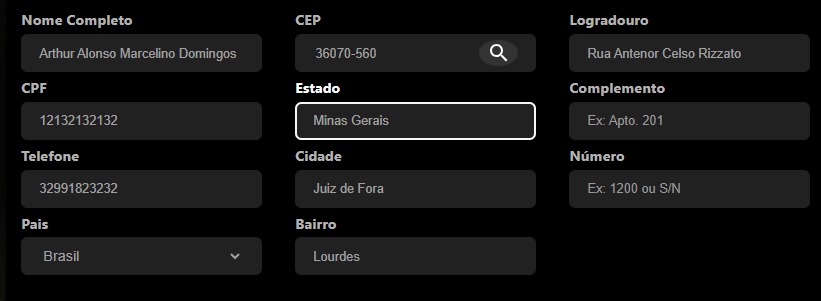 Nome Completo
Arthur Alonso Marcelino Domingos
CPF
12132132132
Telefone
32991823232
Pais
Brasil
CEP
36070-560
Estado
Minas Gerais
Cidade
Juiz de Fora
Bairro
Lourdes
Logradouro
Rua Antenor Celso Rizzato
Complemento
Ex: Apto. 201
Número
Ex: 1200 ou S/N